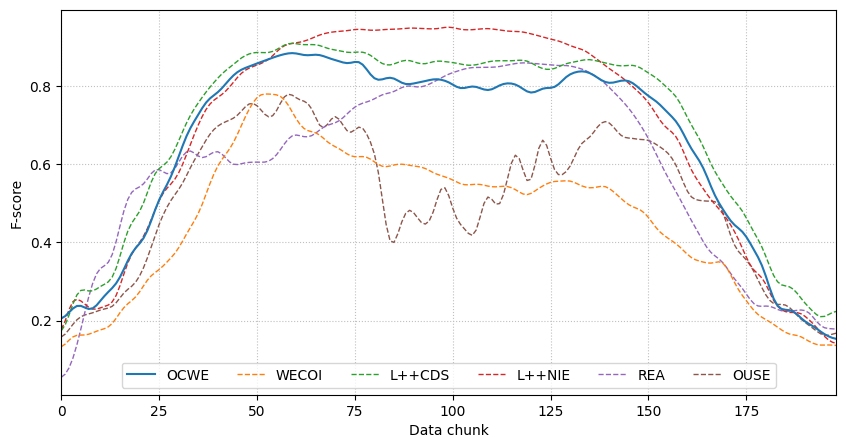 F-score
0.8
0.6
0.4
0.2
OCWE WECOI L++CDS L++NIE REA OUSE
0 25 50 75 100 125 150 175
Data chunk